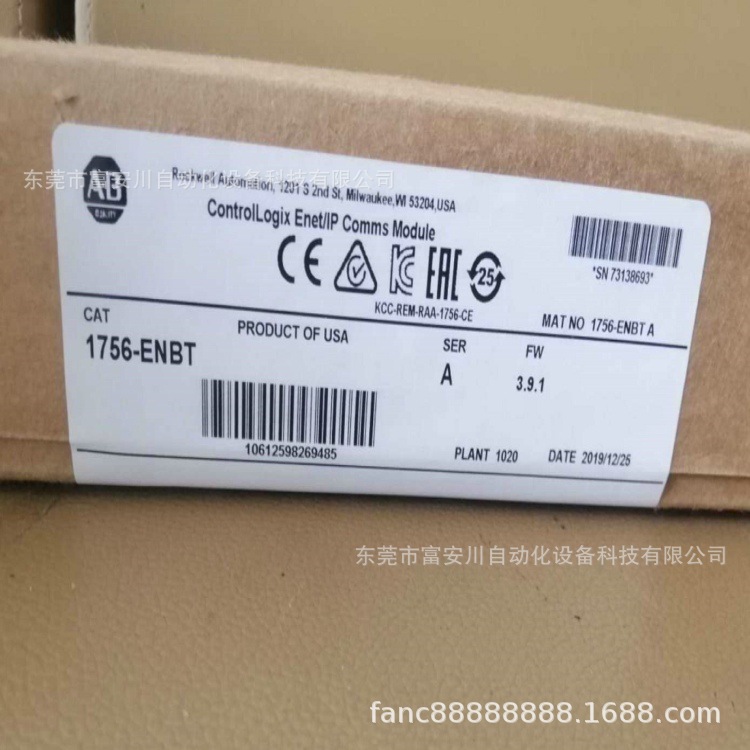 东莞市富安川自动化设备科技有限公司
AB
Rockwell Automation, 1201 S 2nd St, Milwaukee, WI 53204, USA
ControlLogix Enet/IP Comms Module
CE EAC 25
KCC-REM-RAA-1756-CE
*SN 73138693*
MAT NO 1756-ENBT A
CAT
1756-ENBT
PRODUCT OF USA
SER
A
FW
3.9.1
10612598269485
PLANT 1020
DATE 2019/12/25
东莞市富安川自动化设备科技有限公司
fanc88888888.1688.com